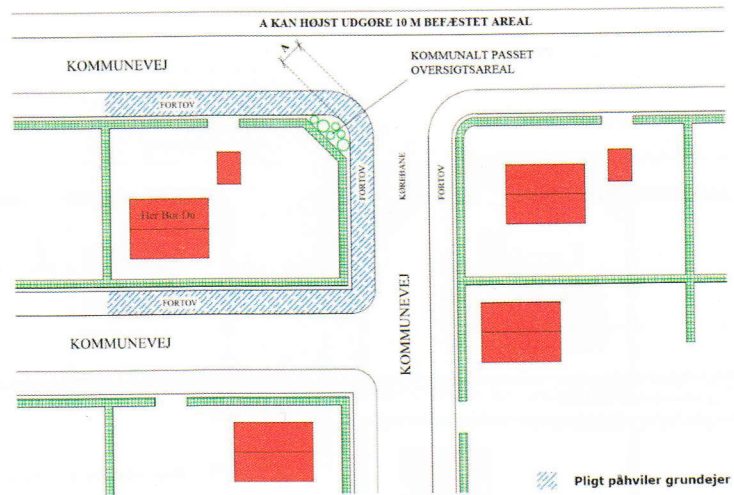 A KAN HØJST UDGØRE 10 M BEFÆSTET AREAL
A
KOMMUNEVEJ
KOMMUNALT PASSET
OVERSIGTSAREAL
FORTOV
FORTOV
KØREBANE
FORTOV
Her Bor Du
FORTOV
KOMMUNEVEJ
KOMMUNEVEJ
Pligt påhviler grundejer